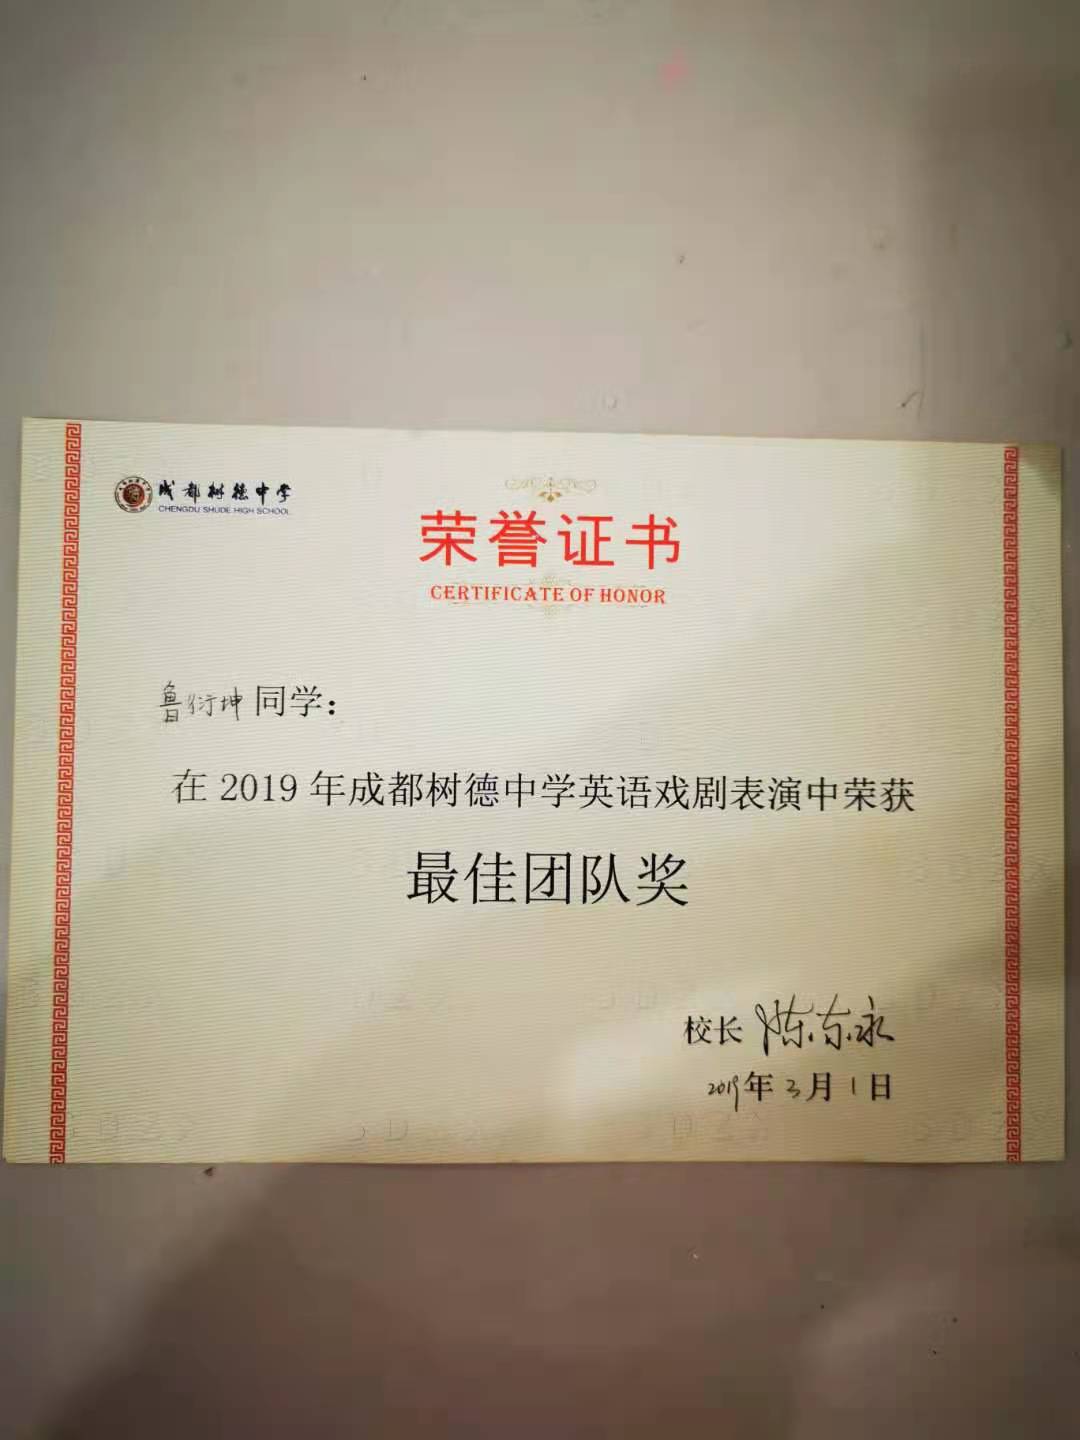 成都树德中学
CHENGDU SHUDE HIGH SCHOOL
荣誉证书
CERTIFICATE OF HONOR
鲁衍坤同学：
在 2019 年成都树德中学英语戏剧表演中荣获
最佳团队奖
校长 陈东永
2019年3月1日